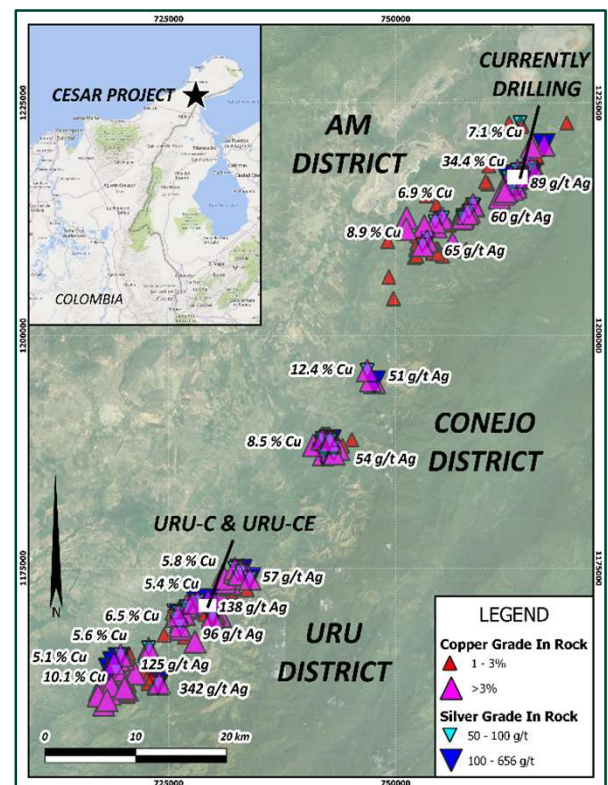 725000
750000
CESAR PROJECT
COLOMBIA
CURRENTLY
DRILLING
1225000
1225000
AM
DISTRICT
7.1 % Cu
34.4 % Cu
89 g/t Ag
6.9 % Cu
60 g/t Ag
8.9 % Cu
65 g/t Ag
1200000
1200000
12.4 % Cu
51 g/t Ag
CONEJO
DISTRICT
8.5 % Cu
54 g/t Ag
URU-C & URU-CE
1175000
1175000
5.8 % Cu
57 g/t Ag
5.4 % Cu
138 g/t Ag
6.5 % Cu
96 g/t Ag
URU
DISTRICT
5.6 % Cu
5.1 % Cu
125 g/t Ag
10.1 % Cu
342 g/t Ag
N
0 10 20 km
LEGEND
Copper Grade In Rock
1 - 3%
>3%
Silver Grade In Rock
50 - 100 g/t
100 - 656 g/t
725000
750000